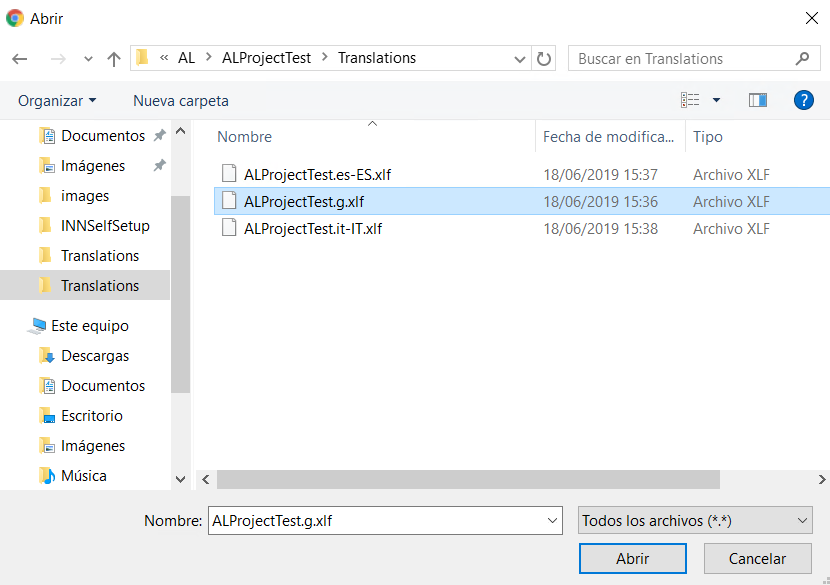 Abrir
« AL > ALProjectTest > Translations
Buscar en Translations
Organizar
Nueva carpeta
?
Documentos
Imágenes
images
INNSelfSetup
Translations
Translations
Este equipo
Descargas
Documentos
Escritorio
Imágenes
Música
Nombre Fecha de modifica... Tipo
ALProjectTest.es-ES.xlf 18/06/2019 15:37 Archivo XLF
ALProjectTest.g.xlf 18/06/2019 15:36 Archivo XLF
ALProjectTest.it-IT.xlf 18/06/2019 15:38 Archivo XLF
Nombre: ALProjectTest.g.xlf Todos los archivos (*.*)
Abrir Cancelar